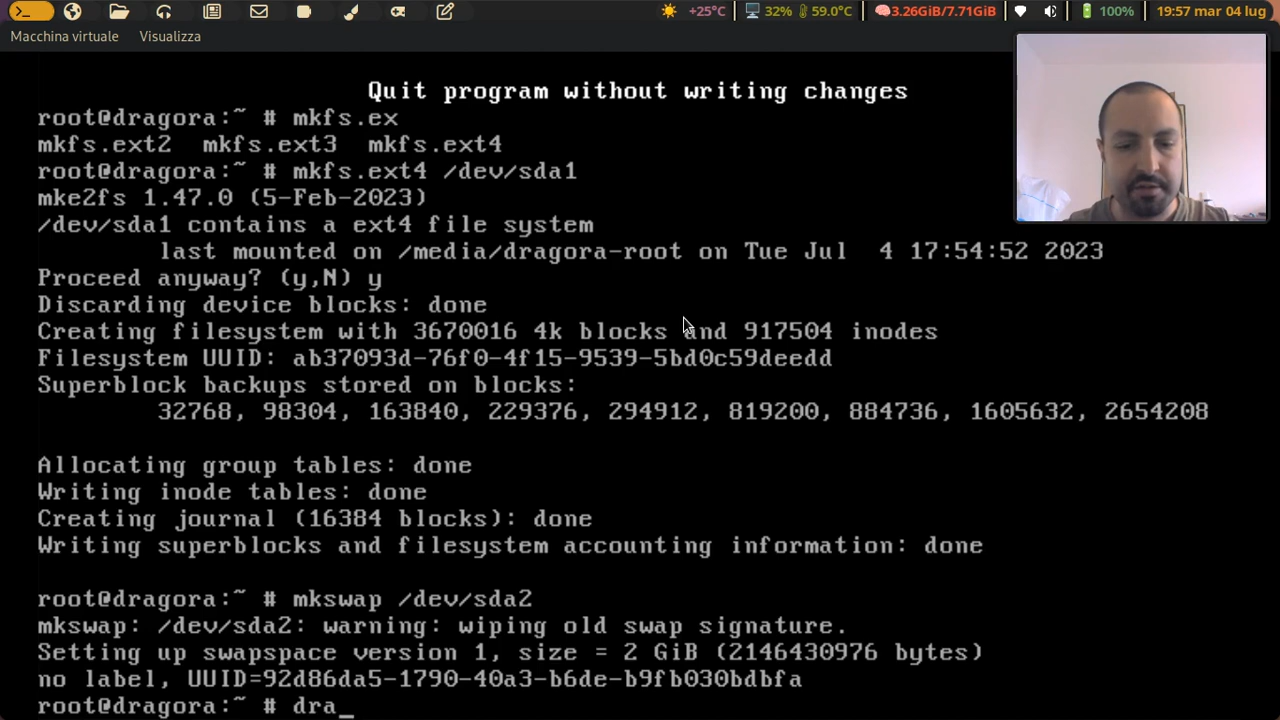 +25°C 32% 59.0°C 3.26GiB/7.71GiB 100% 19:57 mar 04 lug
Macchina virtuale Visualizza
Quit program without writing changes
root@dragora:~ # mkfs.ex
mkfs.ext2 mkfs.ext3 mkfs.ext4
root@dragora:~ # mkfs.ext4 /dev/sda1
mke2fs 1.47.0 (5-Feb-2023)
/dev/sda1 contains a ext4 file system
last mounted on /media/dragora-root on Tue Jul 4 17:54:52 2023
Proceed anyway? (y,N) y
Discarding device blocks: done
Creating filesystem with 3670016 4k blocks and 917504 inodes
Filesystem UUID: ab37093d-76f0-4f15-9539-5bd0c59deedd
Superblock backups stored on blocks:
32768, 98304, 163840, 229376, 294912, 819200, 884736, 1605632, 2654208
Allocating group tables: done
Writing inode tables: done
Creating journal (16384 blocks): done
Writing superblocks and filesystem accounting information: done
root@dragora:~ # mkswap /dev/sda2
mkswap: /dev/sda2: warning: wiping old swap signature.
Setting up swapspace version 1, size = 2 GiB (2146430976 bytes)
no label, UUID=92d86da5-1790-40a3-b6de-b9fb030bdbfa
root@dragora:~ # dra_